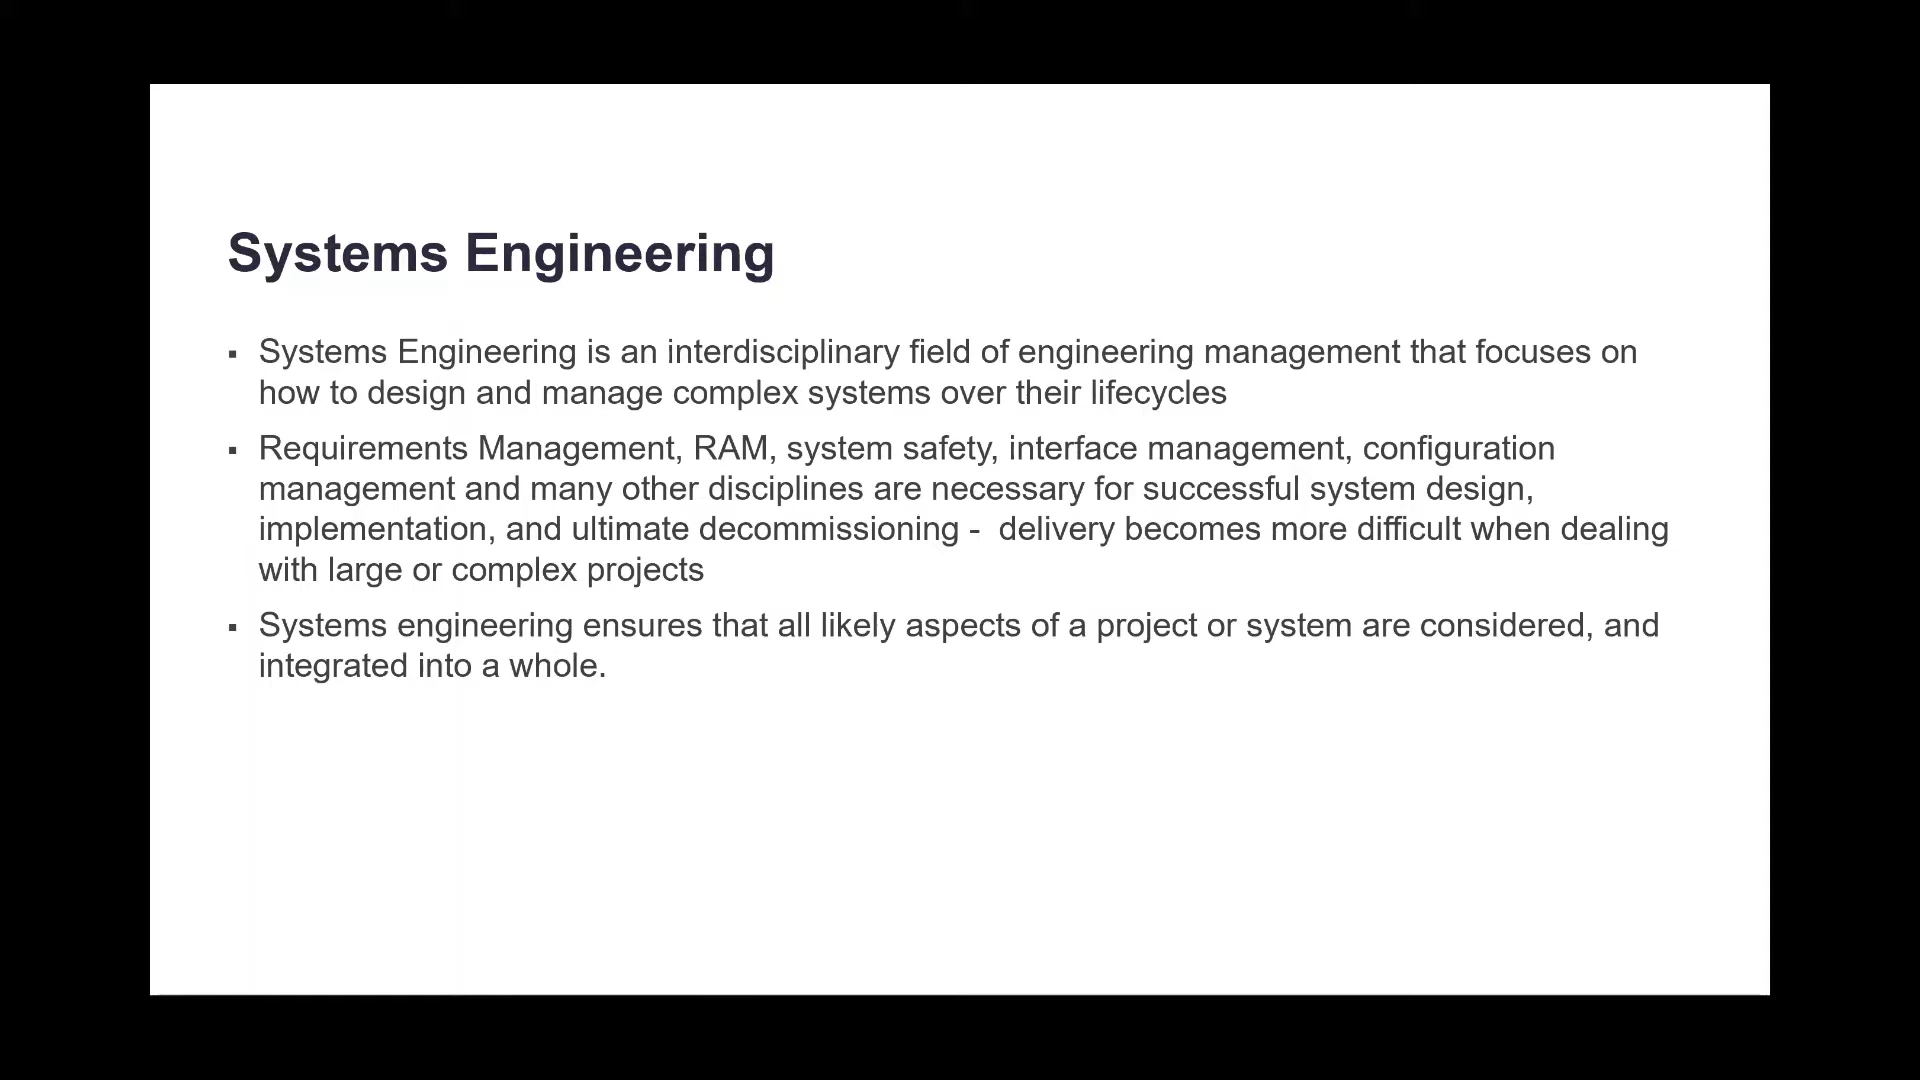 Systems Engineering
▪ Systems Engineering is an interdisciplinary field of engineering management that focuses on
how to design and manage complex systems over their lifecycles
▪ Requirements Management, RAM, system safety, interface management, configuration
management and many other disciplines are necessary for successful system design,
implementation, and ultimate decommissioning -  delivery becomes more difficult when dealing
with large or complex projects
▪ Systems engineering ensures that all likely aspects of a project or system are considered, and
integrated into a whole.